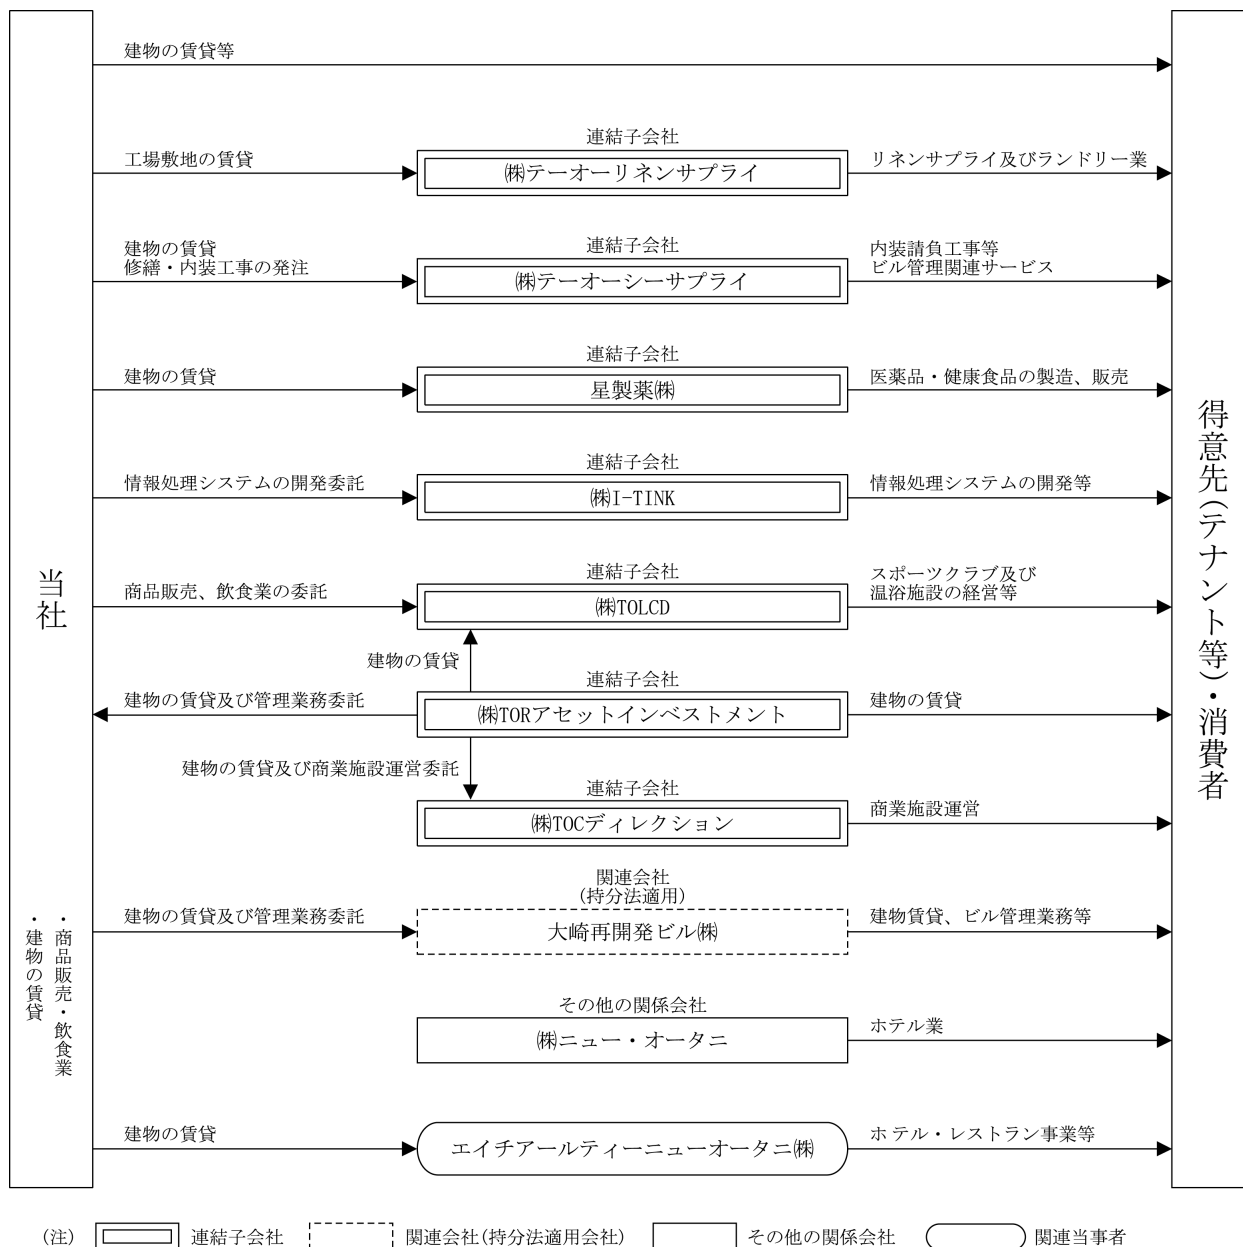 建物の賃貸等
連結子会社
工場敷地の賃貸
㈱テーオーリネンサプライ
リネンサプライ及びランドリー業
連結子会社
建物の賃貸
修繕・内装工事の発注
㈱テーオーシーサプライ
内装請負工事等
ビル管理関連サービス
連結子会社
建物の賃貸
星製薬㈱
医薬品・健康食品の製造、販売
連結子会社
情報処理システムの開発委託
㈱I-TINK
情報処理システムの開発等
当社
連結子会社
商品販売、飲食業の委託
㈱TOLCD
スポーツクラブ及び
温浴施設の経営等
建物の賃貸
連結子会社
建物の賃貸及び管理業務委託
㈱TORアセットインベストメント
建物の賃貸
建物の賃貸及び商業施設運営委託
連結子会社
㈱TOCディレクション
商業施設運営
得意先(テナント等)・消費者
関連会社
(持分法適用)
建物の賃貸及び管理業務委託
大崎再開発ビル㈱
建物賃貸、ビル管理業務等
・商品販売・飲食業
・建物の賃貸
その他の関係会社
㈱ニュー・オータニ
ホテル業
建物の賃貸
エイチアールティーニューオータニ㈱
ホテル・レストラン事業等
(注) 連結子会社 関連会社(持分法適用会社) その他の関係会社 関連当事者